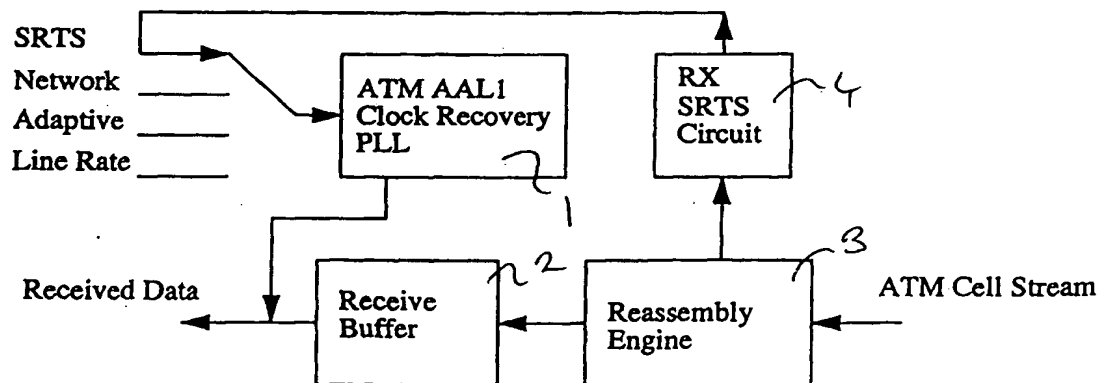 SRTS
Network
Adaptive
Line Rate
ATM AAL1
Clock Recovery
PLL
1
RX
SRTS
Circuit
4
Received Data
Receive
Buffer
2
Reassembly
Engine
3
ATM Cell Stream